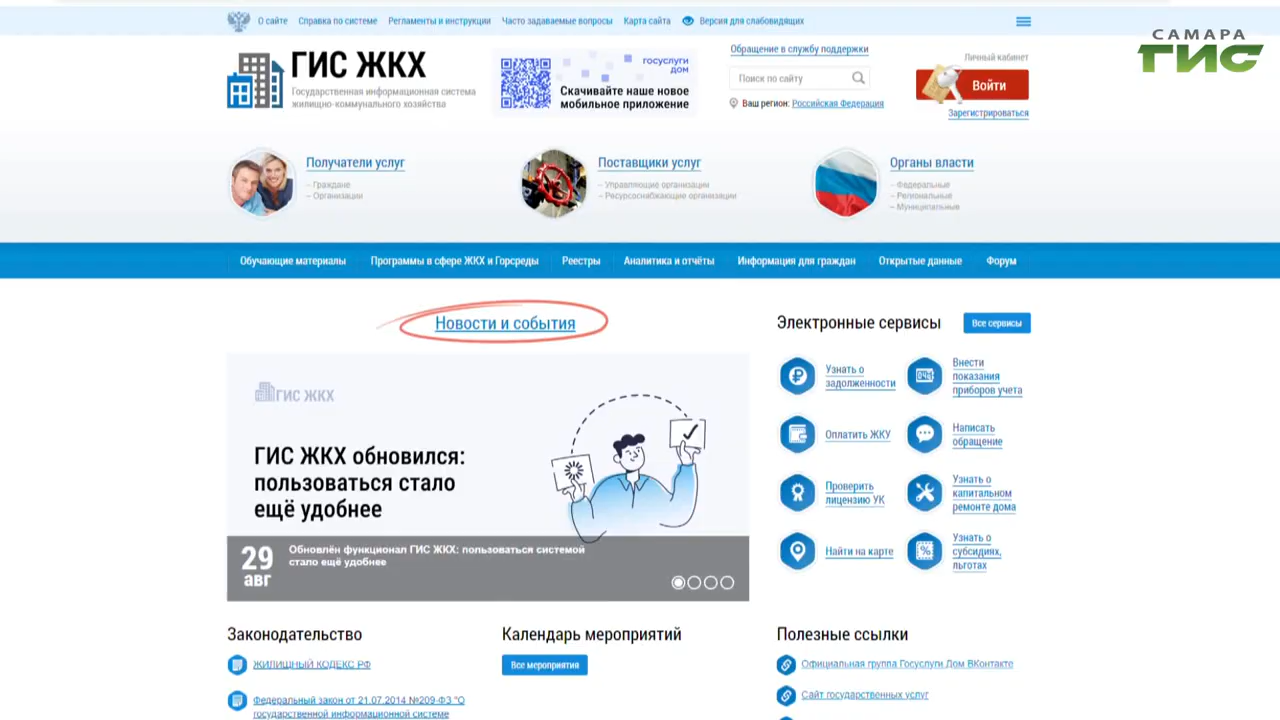 О сайте
Справка по системе
Регламенты и инструкции
Часто задаваемые вопросы
Карта сайта
Версия для слабовидящих
САМАРА
ГИС
ГИС ЖКХ
Государственная информационная система
жилищно-коммунального хозяйства
госуслуги
дом
Скачивайте наше новое
мобильное приложение
Обращение в службу поддержки
Поиск по сайту
Ваш регион: Российская Федерация
Личный кабинет
Войти
Зарегистрироваться
Получатели услуг
– Граждане
– Организации
Поставщики услуг
– Управляющие организации
– Ресурсоснабжающие организации
Органы власти
– Федеральные
– Региональные
– Муниципальные
Обучающие материалы
Программы в сфере ЖКХ и Горсреды
Реестры
Аналитика и отчёты
Информация для граждан
Открытые данные
Форум
Новости и события
ГИС ЖКХ
ГИС ЖКХ обновился:
пользоваться стало
ещё удобнее
29
авг
Обновлён функционал ГИС ЖКХ: пользоваться системой
стало ещё удобнее
Электронные сервисы
Все сервисы
Узнать о
задолженности
Внести
показания
приборов учета
Оплатить ЖКУ
Написать
обращение
Проверить
лицензию УК
Узнать о
капитальном
ремонте дома
Найти на карте
Узнать о
субсидиях,
льготах
Законодательство
ЖИЛИЩНЫЙ КОДЕКС РФ
Федеральный закон от 21.07.2014 №209-ФЗ "О
государственной информационной системе
Календарь мероприятий
Все мероприятия
Полезные ссылки
Официальная группа Госуслуги Дом ВКонтакте
Сайт государственных услуг